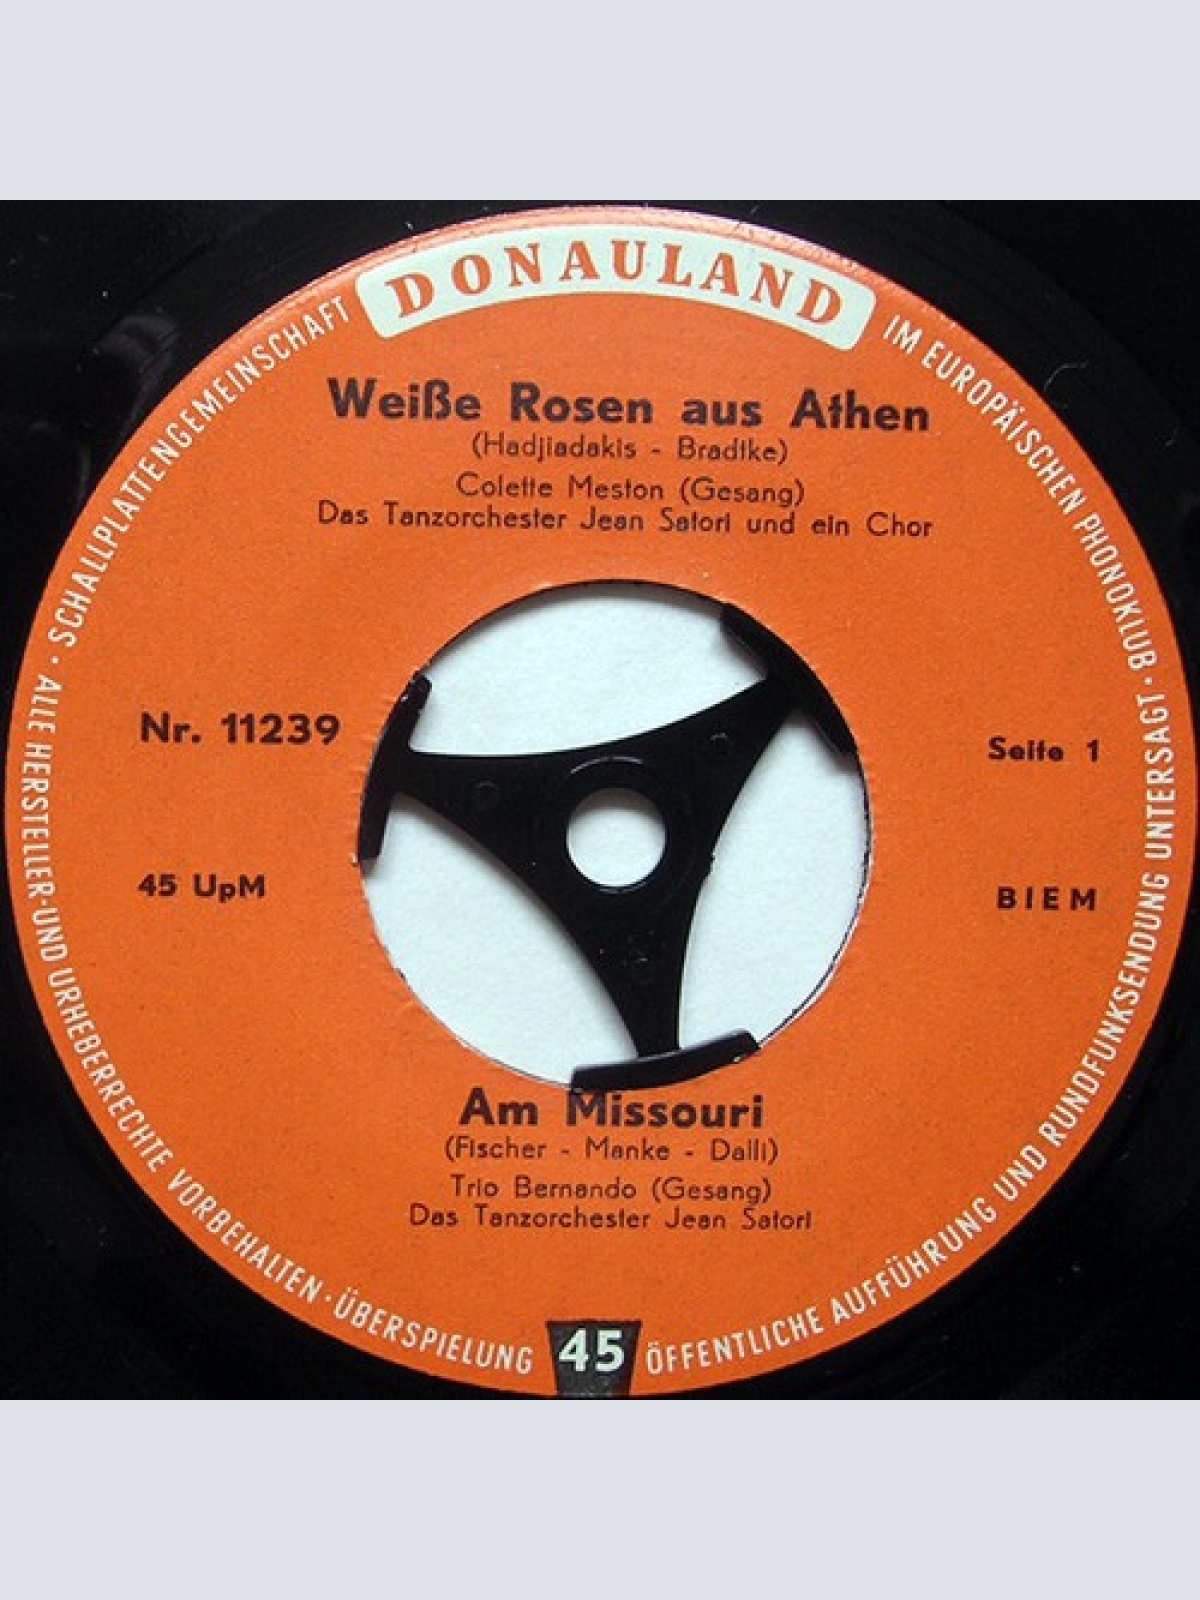 DONAULAND
SCHALLPLATTENGEMEINSCHAFT
IM EUROPÄISCHEN PHONOKLUB ·
Weiße Rosen aus Athen
(Hadjiadakis - Bradtke)
Colette Meston (Gesang)
Das Tanzorchester Jean Satori und ein Chor
Nr. 11239
Seite 1
45 UpM
BIEM
Am Missouri
(Fischer - Manke - Dalli)
Trio Bernando (Gesang)
Das Tanzorchester Jean Satori
· ALLE HERSTELLER-UND URHEBERRECHTE VORBEHALTEN · ÜBERSPIELUNG
45
ÖFFENTLICHE AUFFÜHRUNG UND RUNDFUNKSENDUNG UNTERSAGT ·